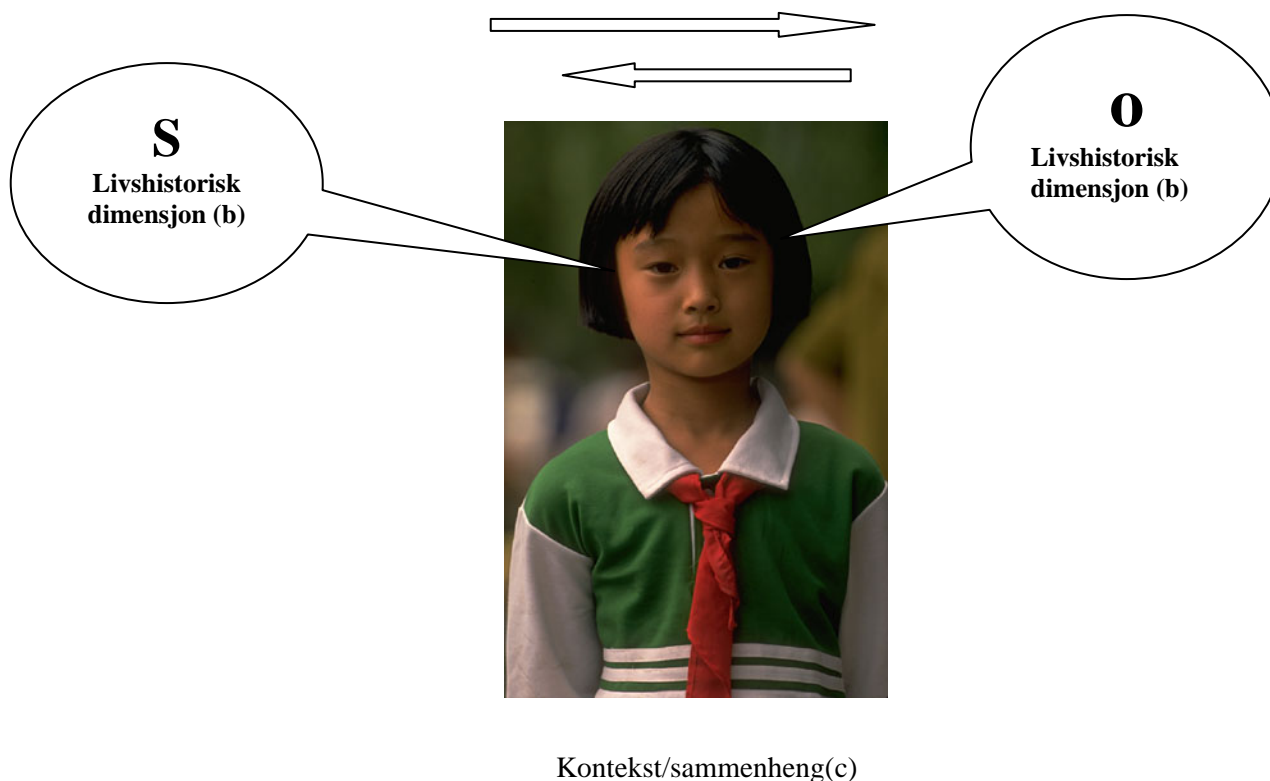 S
Livshistorisk
dimensjon (b)
O
Livshistorisk
dimensjon (b)
Kontekst/sammenheng(c)